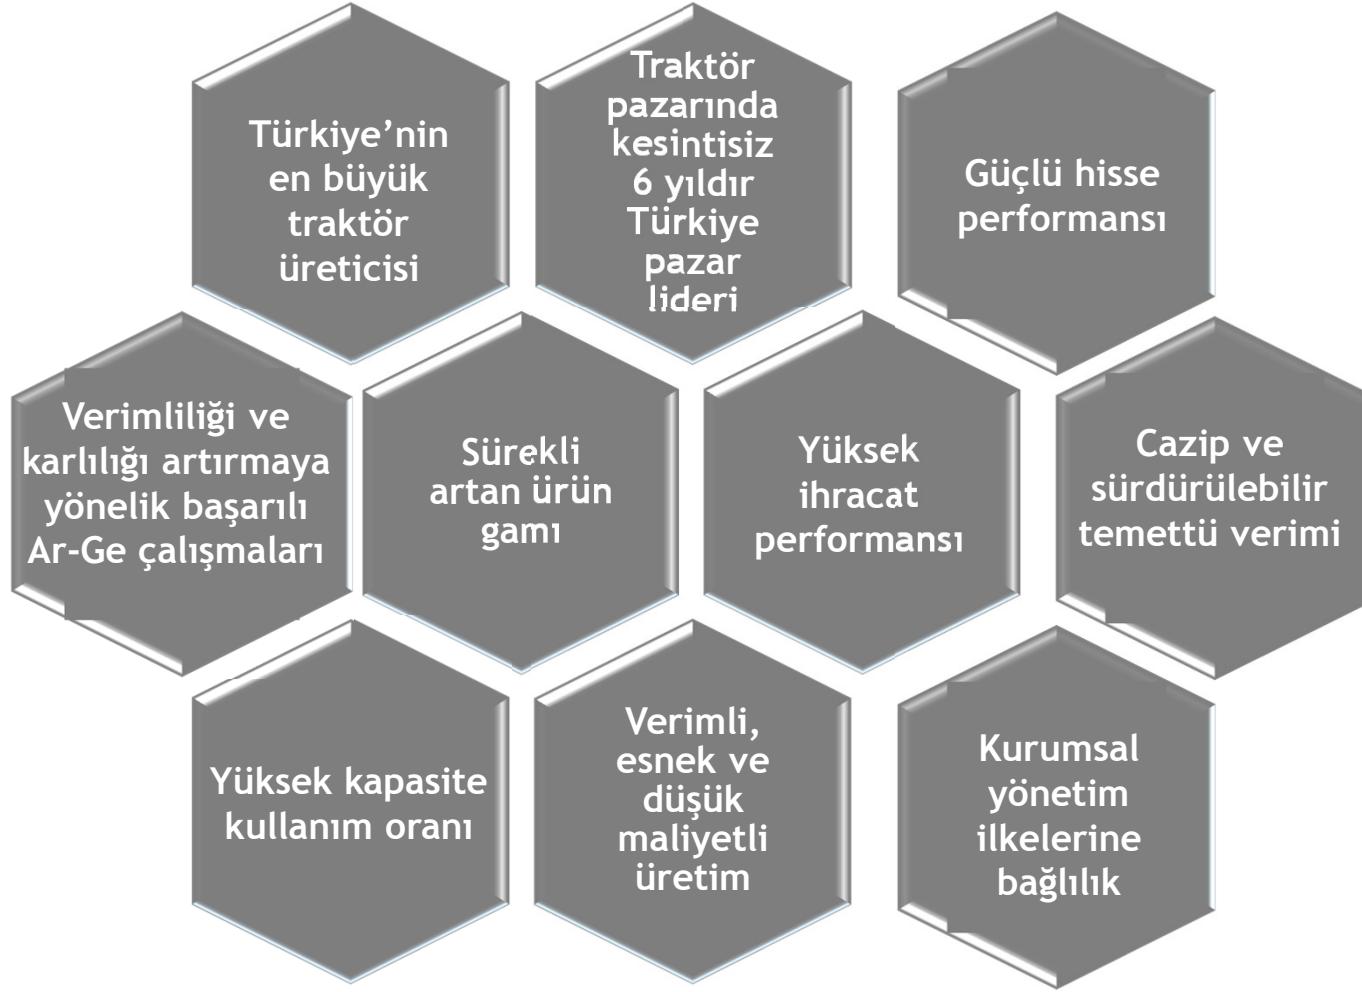 Türkiye’nin
en büyük
traktör
üreticisi
Traktör
pazarında
kesintisiz
6 yıldır
Türkiye
pazar
lideri
Güçlü hisse
performansı
Verimliliği ve
karlılığı artırmaya
yönelik başarılı
Ar-Ge çalışmaları
Sürekli
artan ürün
gamı
Yüksek
ihracat
performansı
Cazip ve
sürdürülebilir
temettü verimi
Yüksek kapasite
kullanım oranı
Verimli,
esnek ve
düşük
maliyetli
üretim
Kurumsal
yönetim
ilkelerine
bağlılık